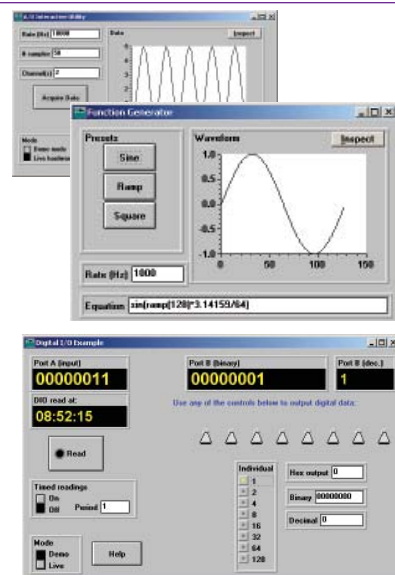 A/D Interactive Utility
Rate (Hz) 10000
Data
Inspect
# samples 50
Channel(s) 2
Acquire Data
Mode
Demo mode
Live hardware
Function Generator
Presets
Sine
Ramp
Square
Waveform
Inspect
1.0
0.5
0.0
-0.5
-1.0
0 50 100 150
Rate (Hz) 1000
Equation sin(ramp(128)*3.14159/64)
Digital I/O Example
Port A (input)
00000011
Port B (binary)
00000001
Port B (dec.)
1
DIO read at:
08:52:15
Use any of the controls below to output digital data:
Read
Timed readings
On
Off
Period 1
Mode
Demo
Live
Help
Individual
1
2
4
8
16
32
64
128
Hex output 0
Binary 00000000
Decimal 0